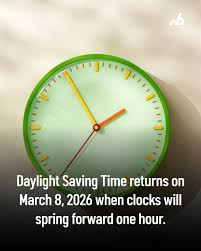 Daylight Saving Time returns on
March 8, 2026 when clocks will
spring forward one hour.